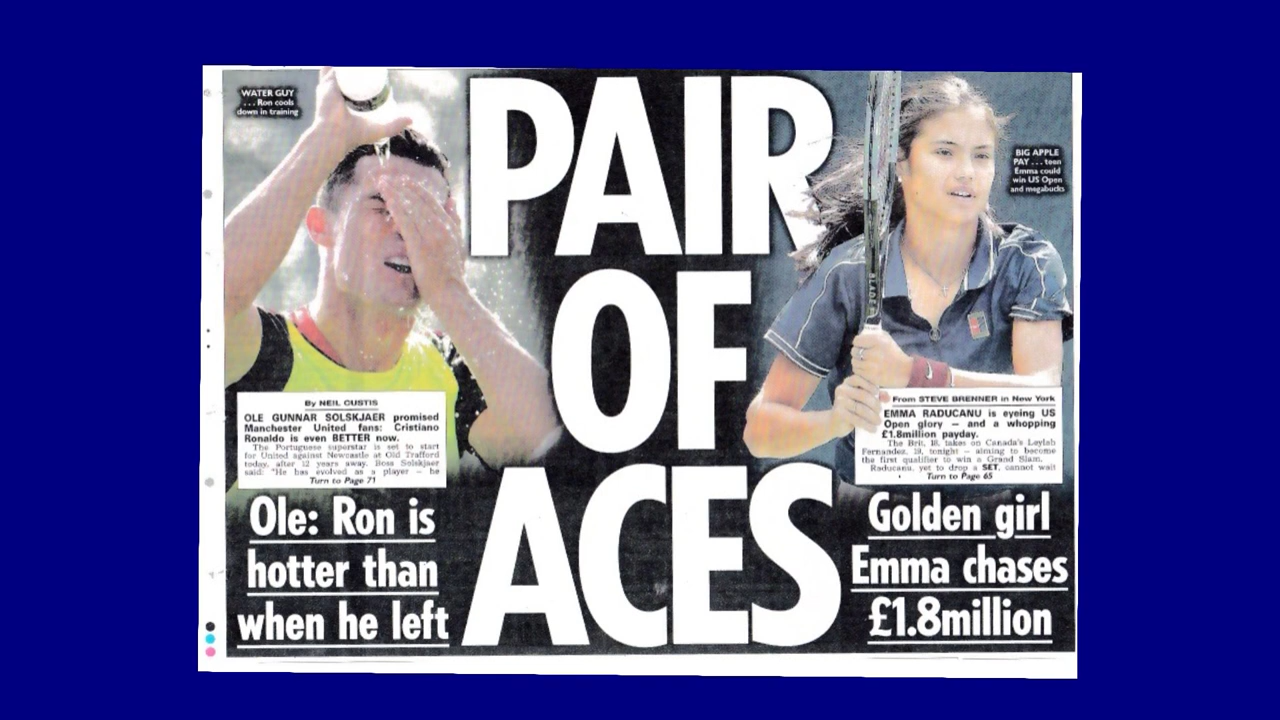 WATER GUY
... Ron cools
down in training
PAIR
OF
ACES
BIG APPLE
PAY ... teen
Emma could
win US Open
and megabucks
BLADE
By NEIL CUSTIS
OLE GUNNAR SOLSKJAER promised
Manchester United fans: Cristiano
Ronaldo is even BETTER now.
The Portuguese superstar is set to start
for United against Newcastle at Old Trafford
today, after 12 years away. Boss Solskjaer
said: "He has evolved as a player – he
Turn to Page 71
Ole: Ron is
hotter than
when he left
From STEVE BRENNER in New York
EMMA RADUCANU is eyeing US
Open glory – and a whopping
£1.8million payday.
The Brit, 18, takes on Canada's Leylah
Fernandez, 19, tonight – aiming to become
the first qualifier to win a Grand Slam.
Raducanu, yet to drop a SET, cannot wait
Turn to Page 65
Golden girl
Emma chases
£1.8million